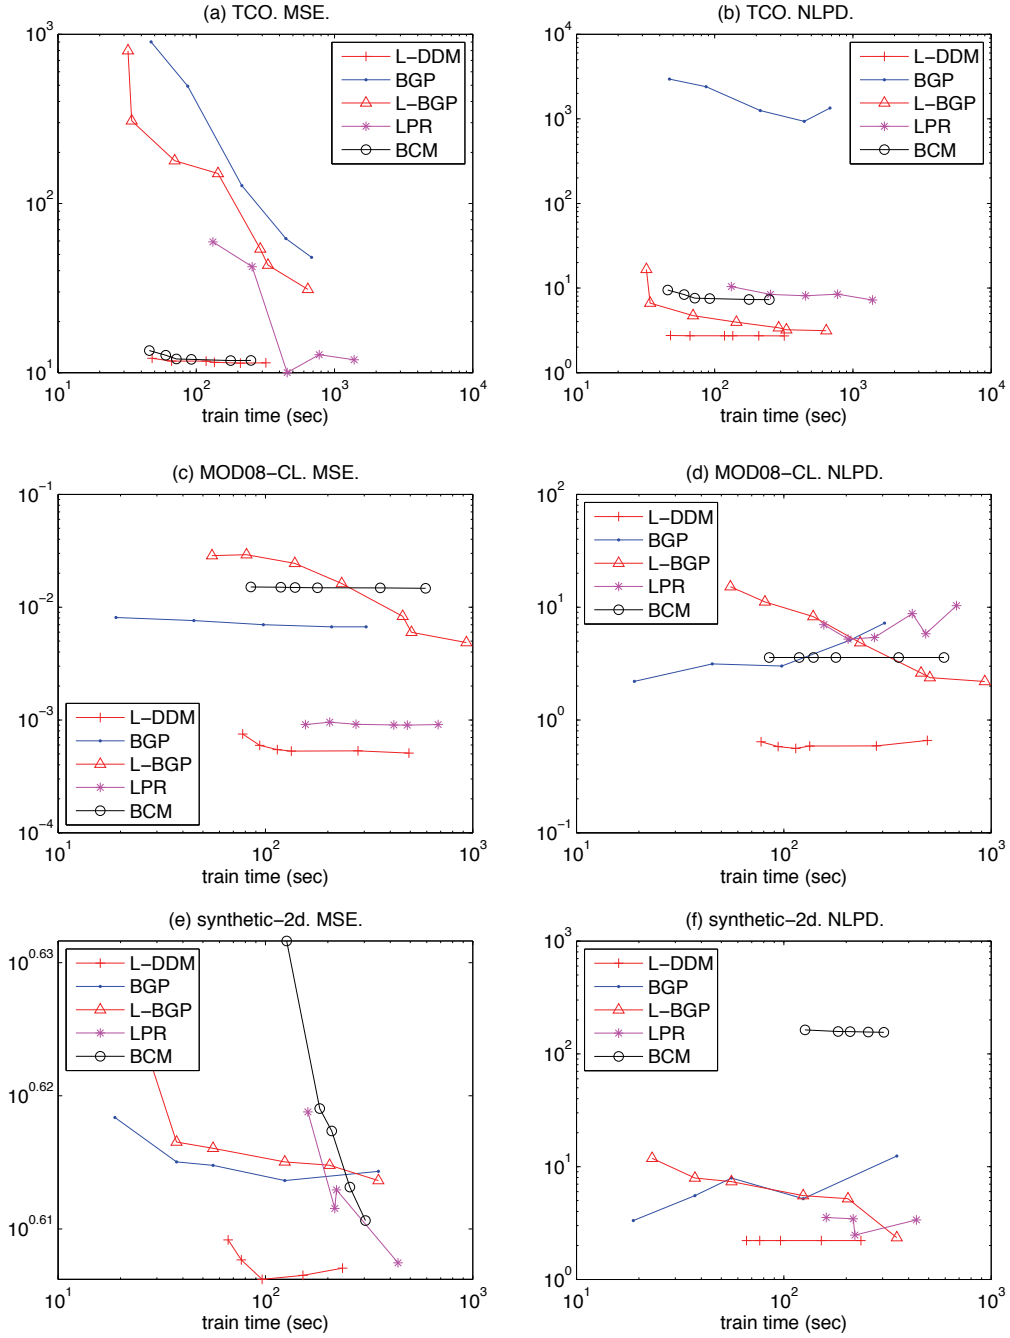 (a) TCO. MSE.
10^3
10^2
10^1
L−DDM
BGP
L−BGP
LPR
BCM
10^1 10^2 10^3 10^4
train time (sec)
(b) TCO. NLPD.
10^4
10^3
10^2
10^1
10^0
L−DDM
BGP
L−BGP
LPR
BCM
10^1 10^2 10^3 10^4
train time (sec)
(c) MOD08−CL. MSE.
10^−1
10^−2
10^−3
10^−4
L−DDM
BGP
L−BGP
LPR
BCM
10^1 10^2 10^3
train time (sec)
(d) MOD08−CL. NLPD.
10^2
10^1
10^0
10^−1
L−DDM
BGP
L−BGP
LPR
BCM
10^1 10^2 10^3
train time (sec)
(e) synthetic−2d. MSE.
10^0.63
10^0.62
10^0.61
L−DDM
BGP
L−BGP
LPR
BCM
10^1 10^2 10^3
train time (sec)
(f) synthetic−2d. NLPD.
10^3
10^2
10^1
10^0
L−DDM
BGP
L−BGP
LPR
BCM
10^1 10^2 10^3
train time (sec)